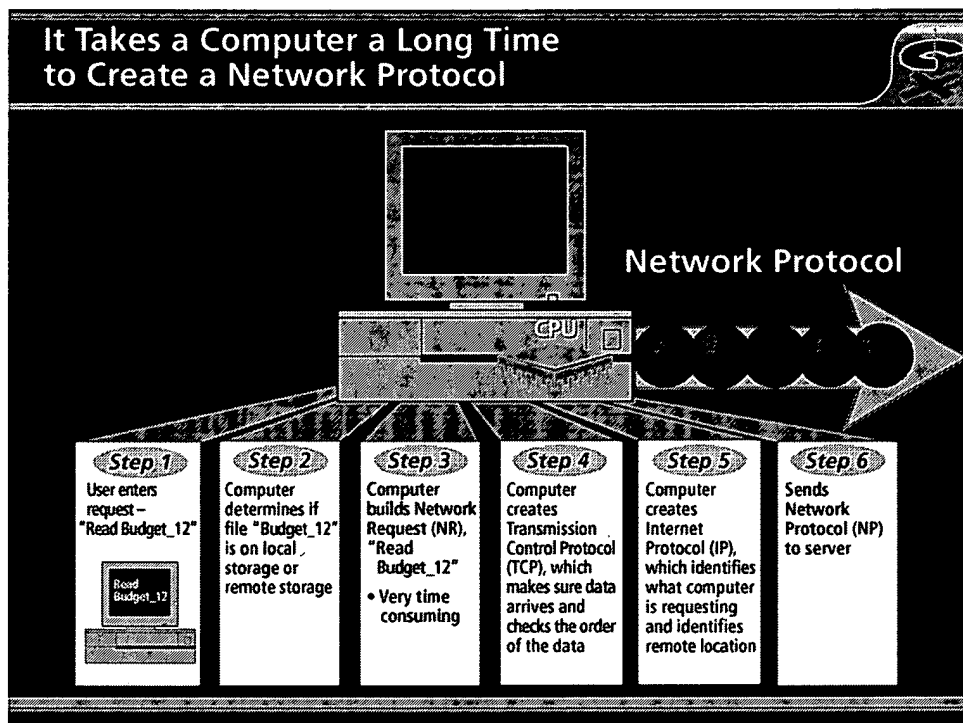 It Takes a Computer a Long Time
to Create a Network Protocol
Network Protocol
CPU
Step 1
User enters
request –
"Read Budget_12"
Read
Budget_12
Step 2
Computer
determines if
file "Budget_12"
is on local
storage or
remote storage
Step 3
Computer
builds Network
Request (NR),
"Read
Budget_12"
• Very time
consuming
Step 4
Computer
creates
Transmission
Control Protocol
(TCP), which
makes sure data
arrives and
checks the order
of the data
Step 5
Computer
creates
Internet
Protocol (IP),
which identifies
what computer
is requesting
and identifies
remote location
Step 6
Sends
Network
Protocol (NP)
to server